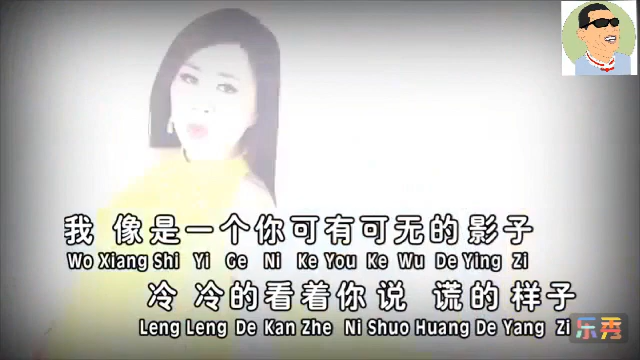 我 像是一个你可有可无的影子
Wo Xiang Shi Yi Ge Ni Ke You Ke Wu De Ying Zi
冷 冷的看着你说 谎的 样子
Leng Leng De Kan Zhe Ni Shuo Huang De Yang Zi
乐秀